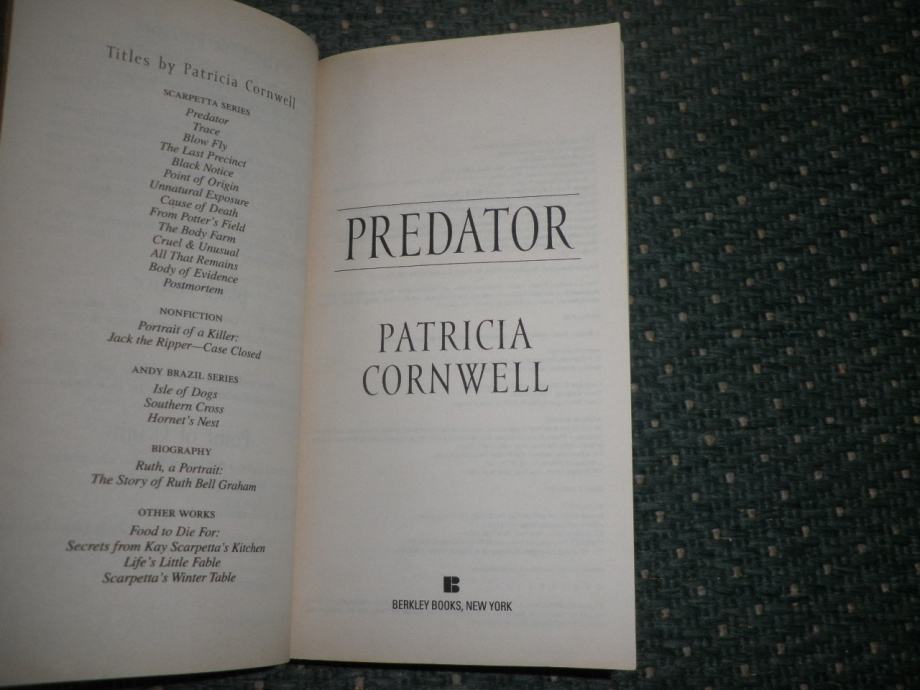 Titles by Patricia Cornwell
SCARPETTA SERIES
Predator
Trace
Blow Fly
The Last Precinct
Black Notice
Point of Origin
Unnatural Exposure
Cause of Death
From Potter's Field
The Body Farm
Cruel & Unusual
All That Remains
Body of Evidence
Postmortem
NONFICTION
Portrait of a Killer:
Jack the Ripper—Case Closed
ANDY BRAZIL SERIES
Isle of Dogs
Southern Cross
Hornet's Nest
BIOGRAPHY
Ruth, a Portrait:
The Story of Ruth Bell Graham
OTHER WORKS
Food to Die For:
Secrets from Kay Scarpetta's Kitchen
Life's Little Fable
Scarpetta's Winter Table
PREDATOR
PATRICIA
CORNWELL
B
BERKLEY BOOKS, NEW YORK